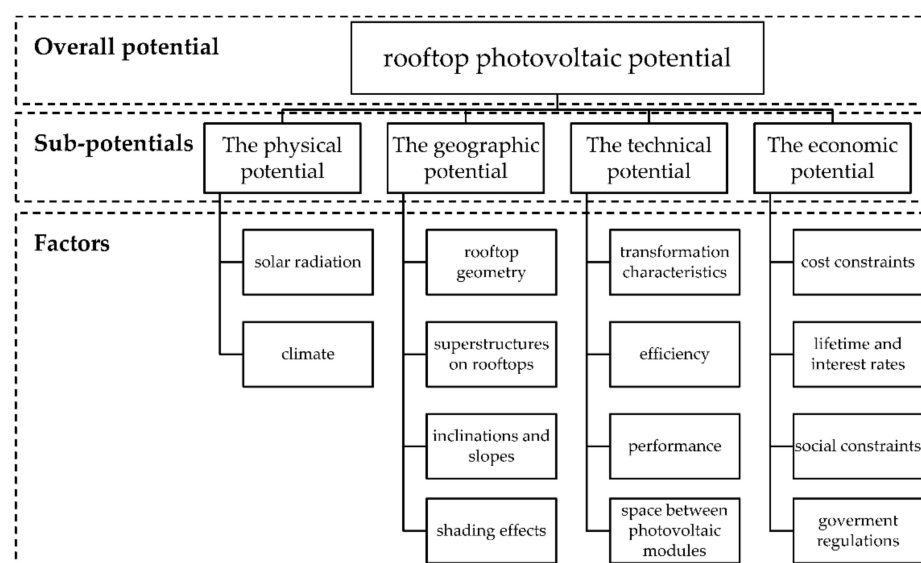 Overall potential
rooftop photovoltaic potential
Sub-potentials
The physical
potential
The geographic
potential
The technical
potential
The economic
potential
Factors
solar radiation
climate
rooftop
geometry
superstructures
on rooftops
inclinations and
slopes
shading effects
transformation
characteristics
efficiency
performance
space between
photovoltaic
modules
cost constraints
lifetime and
interest rates
social constraints
goverment
regulations